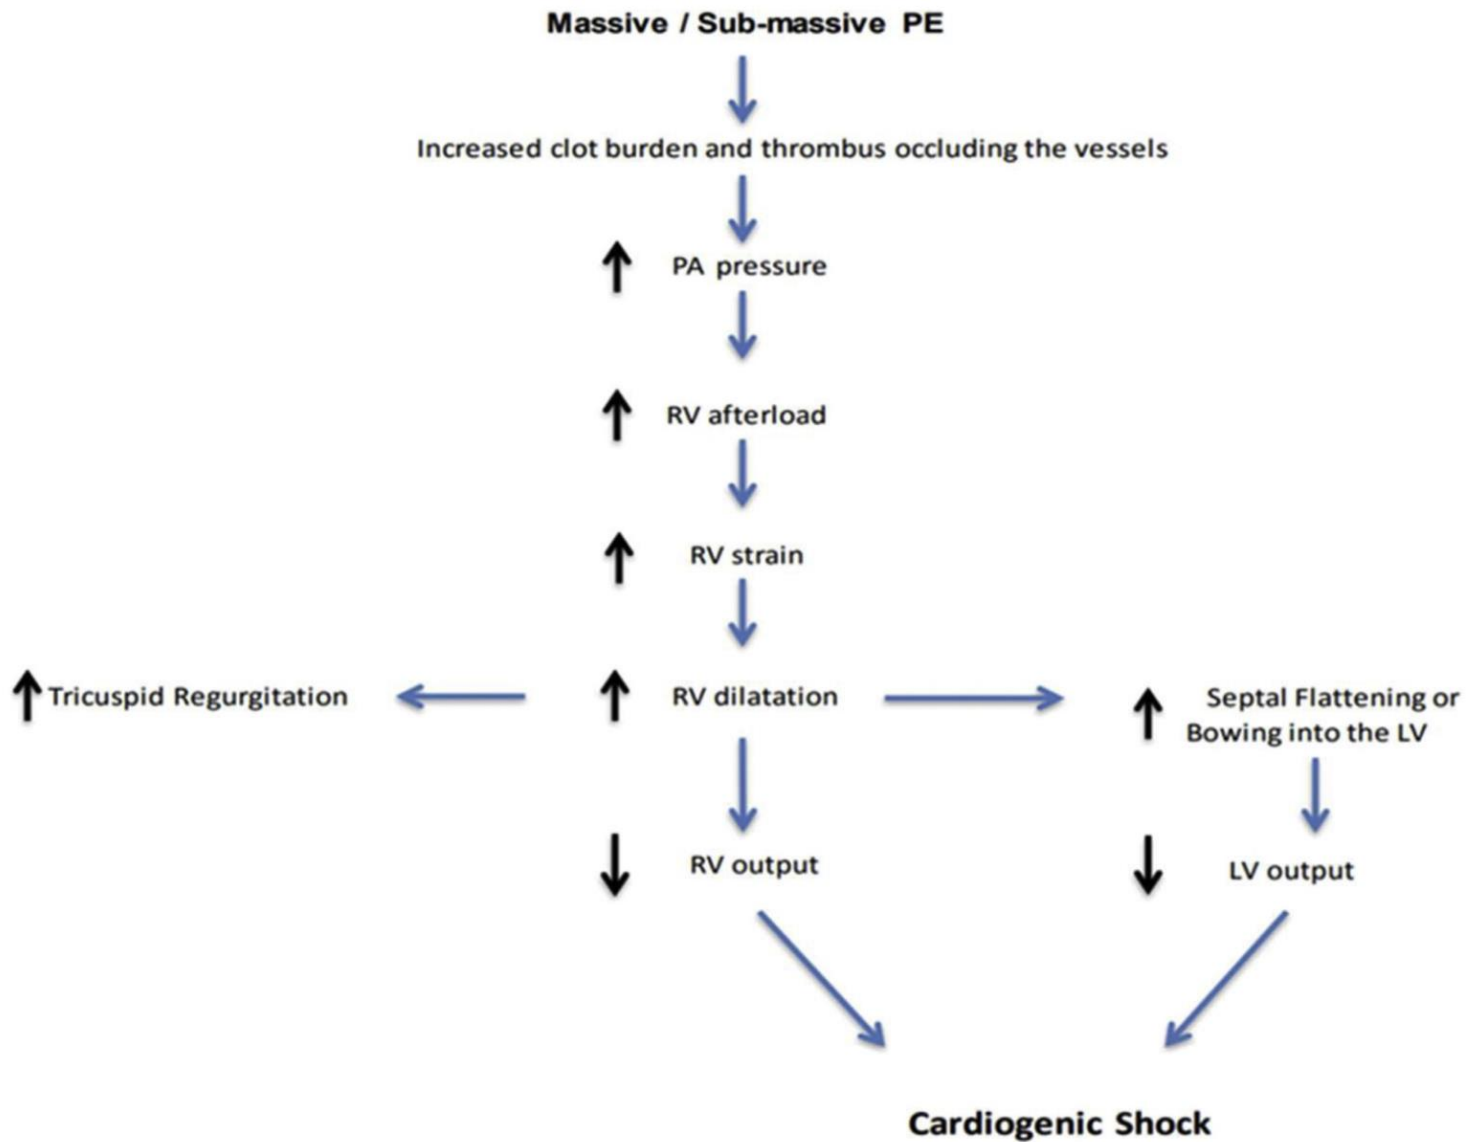 Massive / Sub-massive PE
Increased clot burden and thrombus occluding the vessels
PA pressure
RV afterload
RV strain
Tricuspid Regurgitation
RV dilatation
Septal Flattening or
Bowing into the LV
RV output
LV output
Cardiogenic Shock